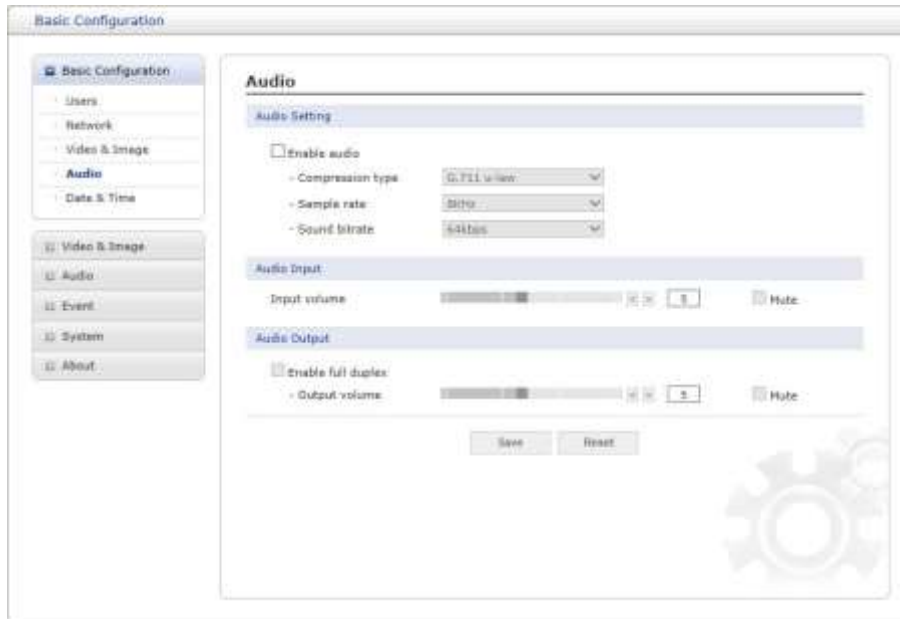 Basic Configuration
Basic Configuration
Users
Network
Video & Image
Audio
Date & Time
Video & Image
Audio
Event
System
About
Audio
Audio Setting
Enable audio
- Compression type G.711 u-law
- Sample rate 8KHz
- Sound bitrate 64kbps
Audio Input
Input volume 5 Mute
Audio Output
Enable full duplex
- Output volume 5 Mute
Save Reset